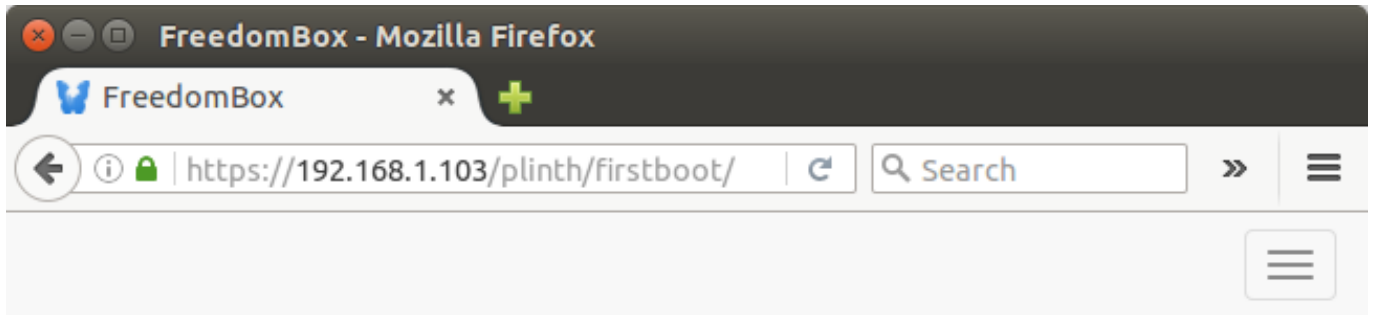 FreedomBox - Mozilla Firefox
FreedomBox
https://192.168.1.103/plinth/firstboot/
Search